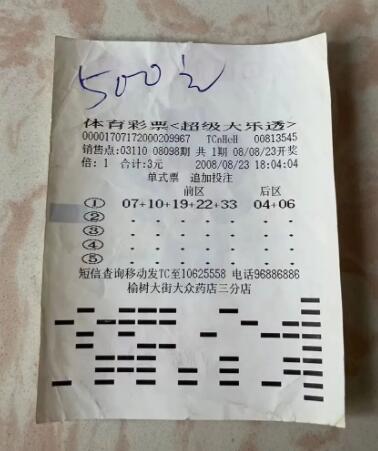 500元
体育彩票<超级大乐透>
000017071720002099​67 TCnHeH 00813545
销售点:03110 08098期 共 1期 08/08/23开奖
倍: 1 合计:3元 2008/08/23 18:04:04
单式票 追加投注
前区 后区
① 07+10+19+22+33 04+06
② - - - - - - -
③ - - - - - - -
④ - - - - - - -
⑤ - - - - - - -
短信查询移动发TC至10625558 电话96886886
榆树大街大众药店三分店